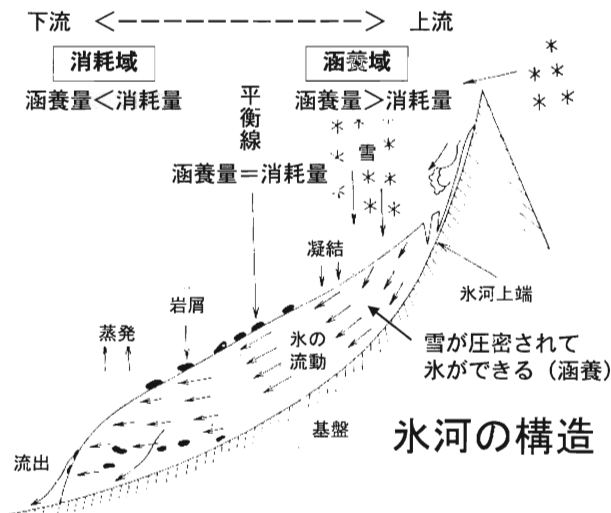 下流 <-----------> 上流
消耗域
涵養域
涵養量＜消耗量
涵養量＞消耗量
平衡線
雪
涵養量＝消耗量
凝結
氷河上端
岩屑
蒸発
氷の
流動
雪が圧密されて
氷ができる（涵養）
基盤
氷河の構造
流出